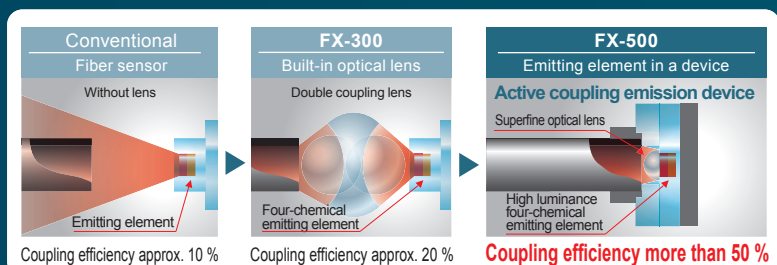 Conventional
Fiber sensor
Without lens
Emitting element
Coupling efficiency approx. 10 %
FX-300
Built-in optical lens
Double coupling lens
Four-chemical
emitting element
Coupling efficiency approx. 20 %
FX-500
Emitting element in a device
Active coupling emission device
Superfine optical lens
High luminance
four-chemical
emitting element
Coupling efficiency more than 50 %